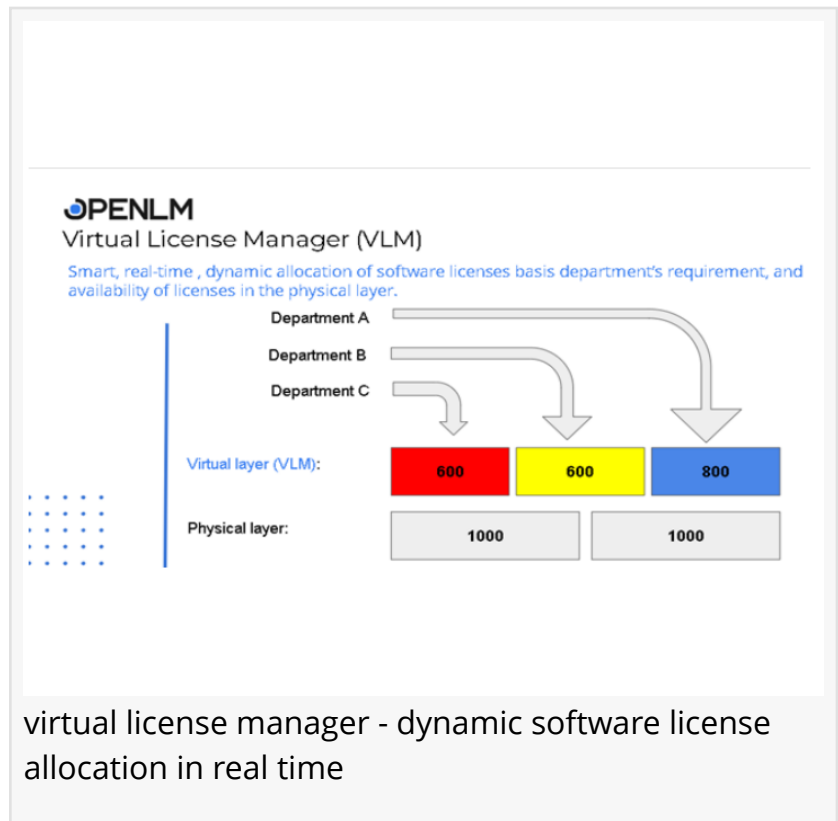 OPENLM
Virtual License Manager (VLM)
Smart, real-time , dynamic allocation of software licenses basis department's requirement, and
availability of licenses in the physical layer.
Department A
Department B
Department C
Virtual layer (VLM):
600
600
800
Physical layer:
1000
1000
virtual license manager - dynamic software license
allocation in real time